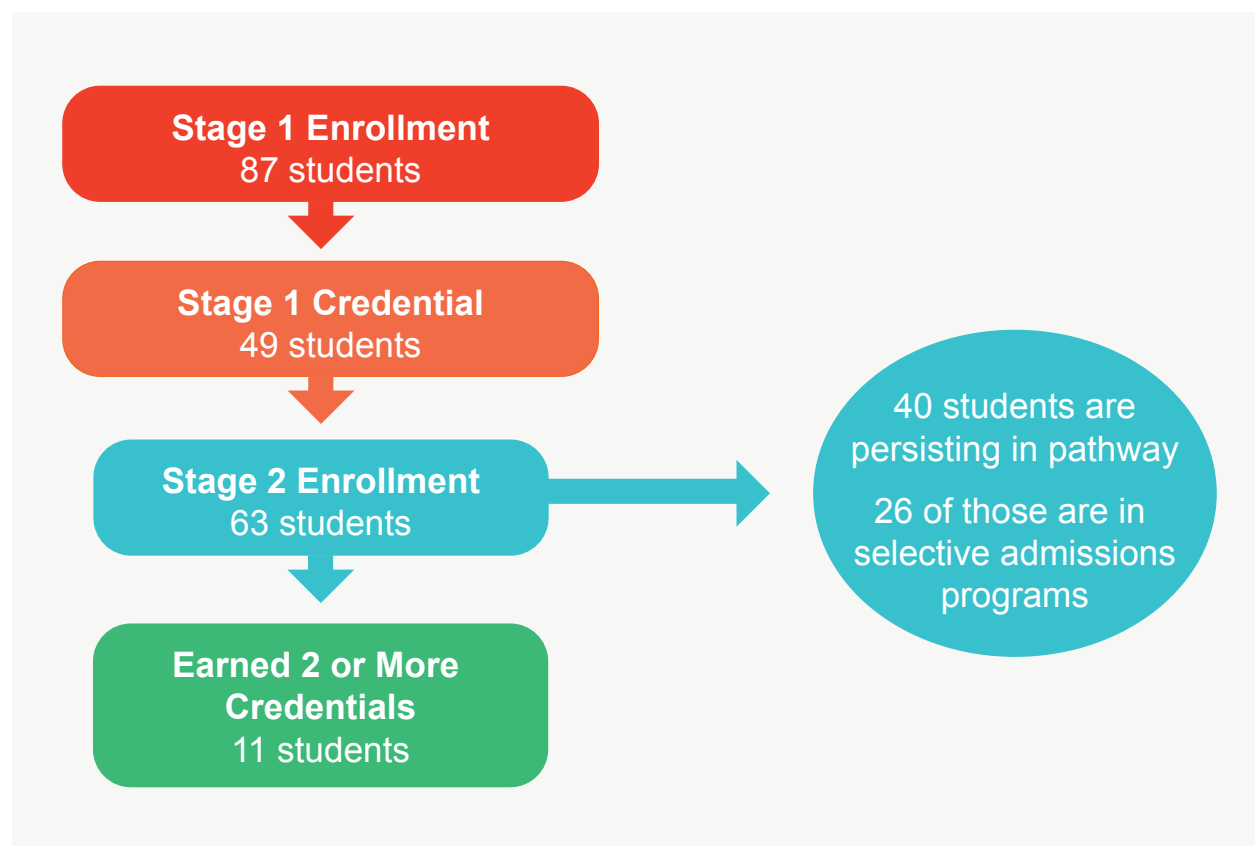 Stage 1 Enrollment
87 students
Stage 1 Credential
49 students
Stage 2 Enrollment
63 students
Earned 2 or More
Credentials
11 students
40 students are
persisting in pathway
26 of those are in
selective admissions
programs